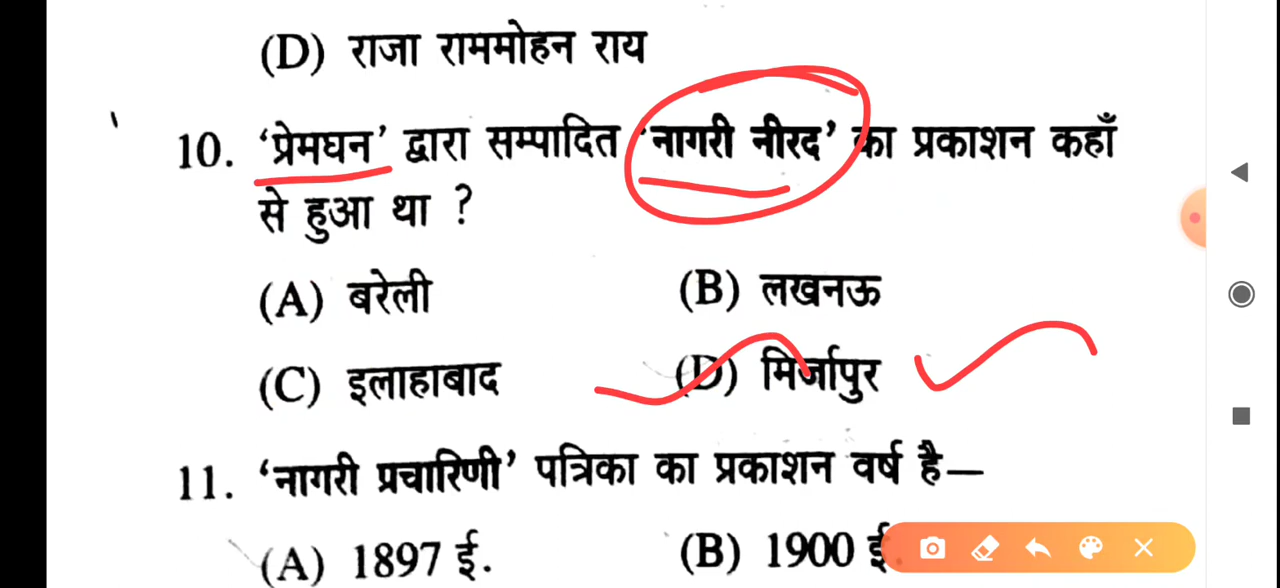 (D) राजा राममोहन राय
10. ‘प्रेमघन’ द्वारा सम्पादित ‘नागरी नीरद’ का प्रकाशन कहाँ
से हुआ था ?
(A) बरेली (B) लखनऊ
(C) इलाहाबाद (D) मिर्जापुर
11. ‘नागरी प्रचारिणी’ पत्रिका का प्रकाशन वर्ष है—
(A) 1897 ई. (B) 1900 ई.